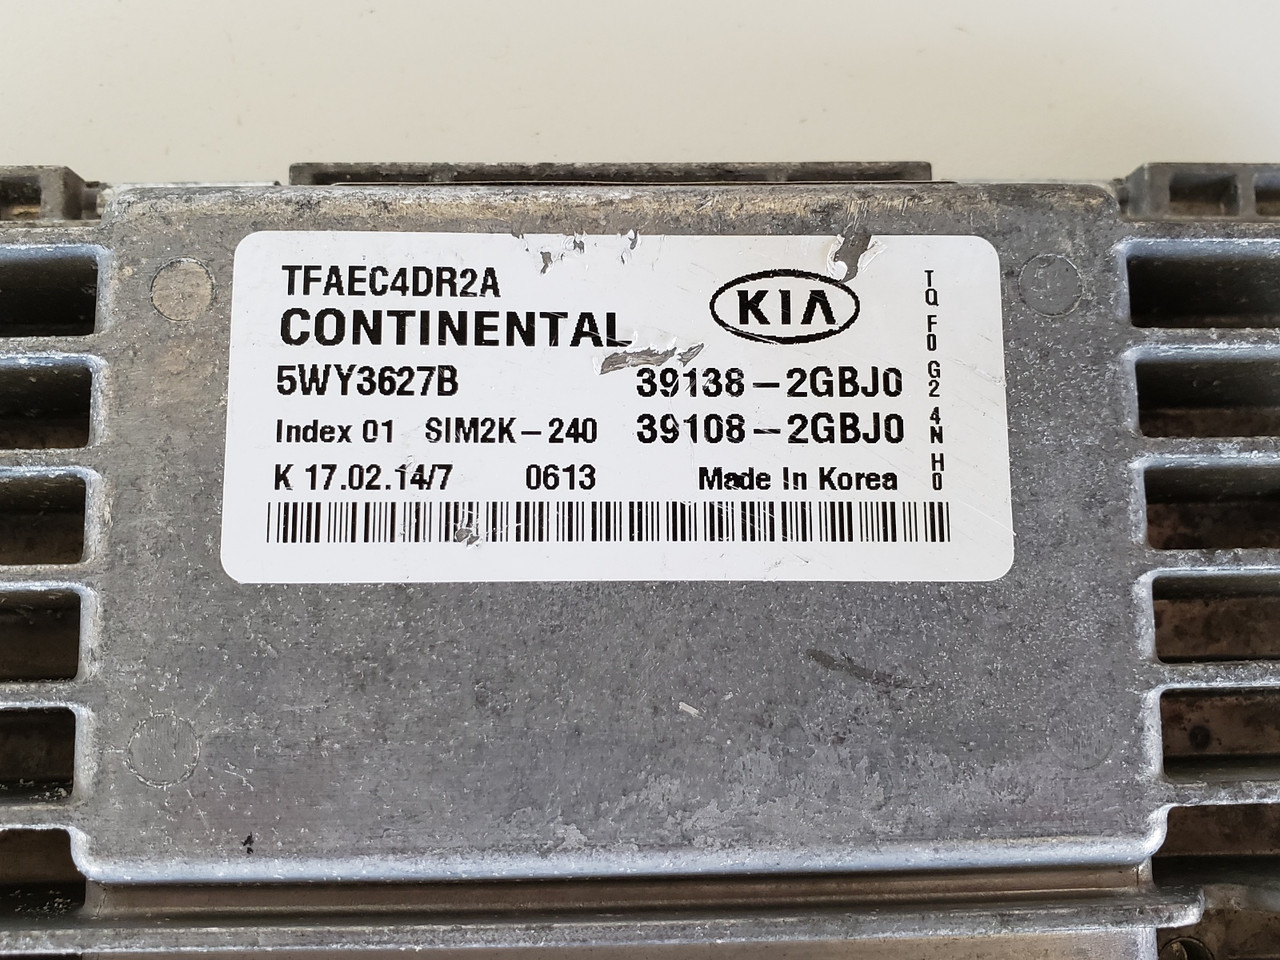 TFAEC4DR2A
CONTINENTAL
KIA
5WY3627B 39138-2GBJ0
Index 01 SIM2K-240 39108-2GBJ0
K 17.02.14/7 0613 Made In Korea
TQ F0 G2 4N H0